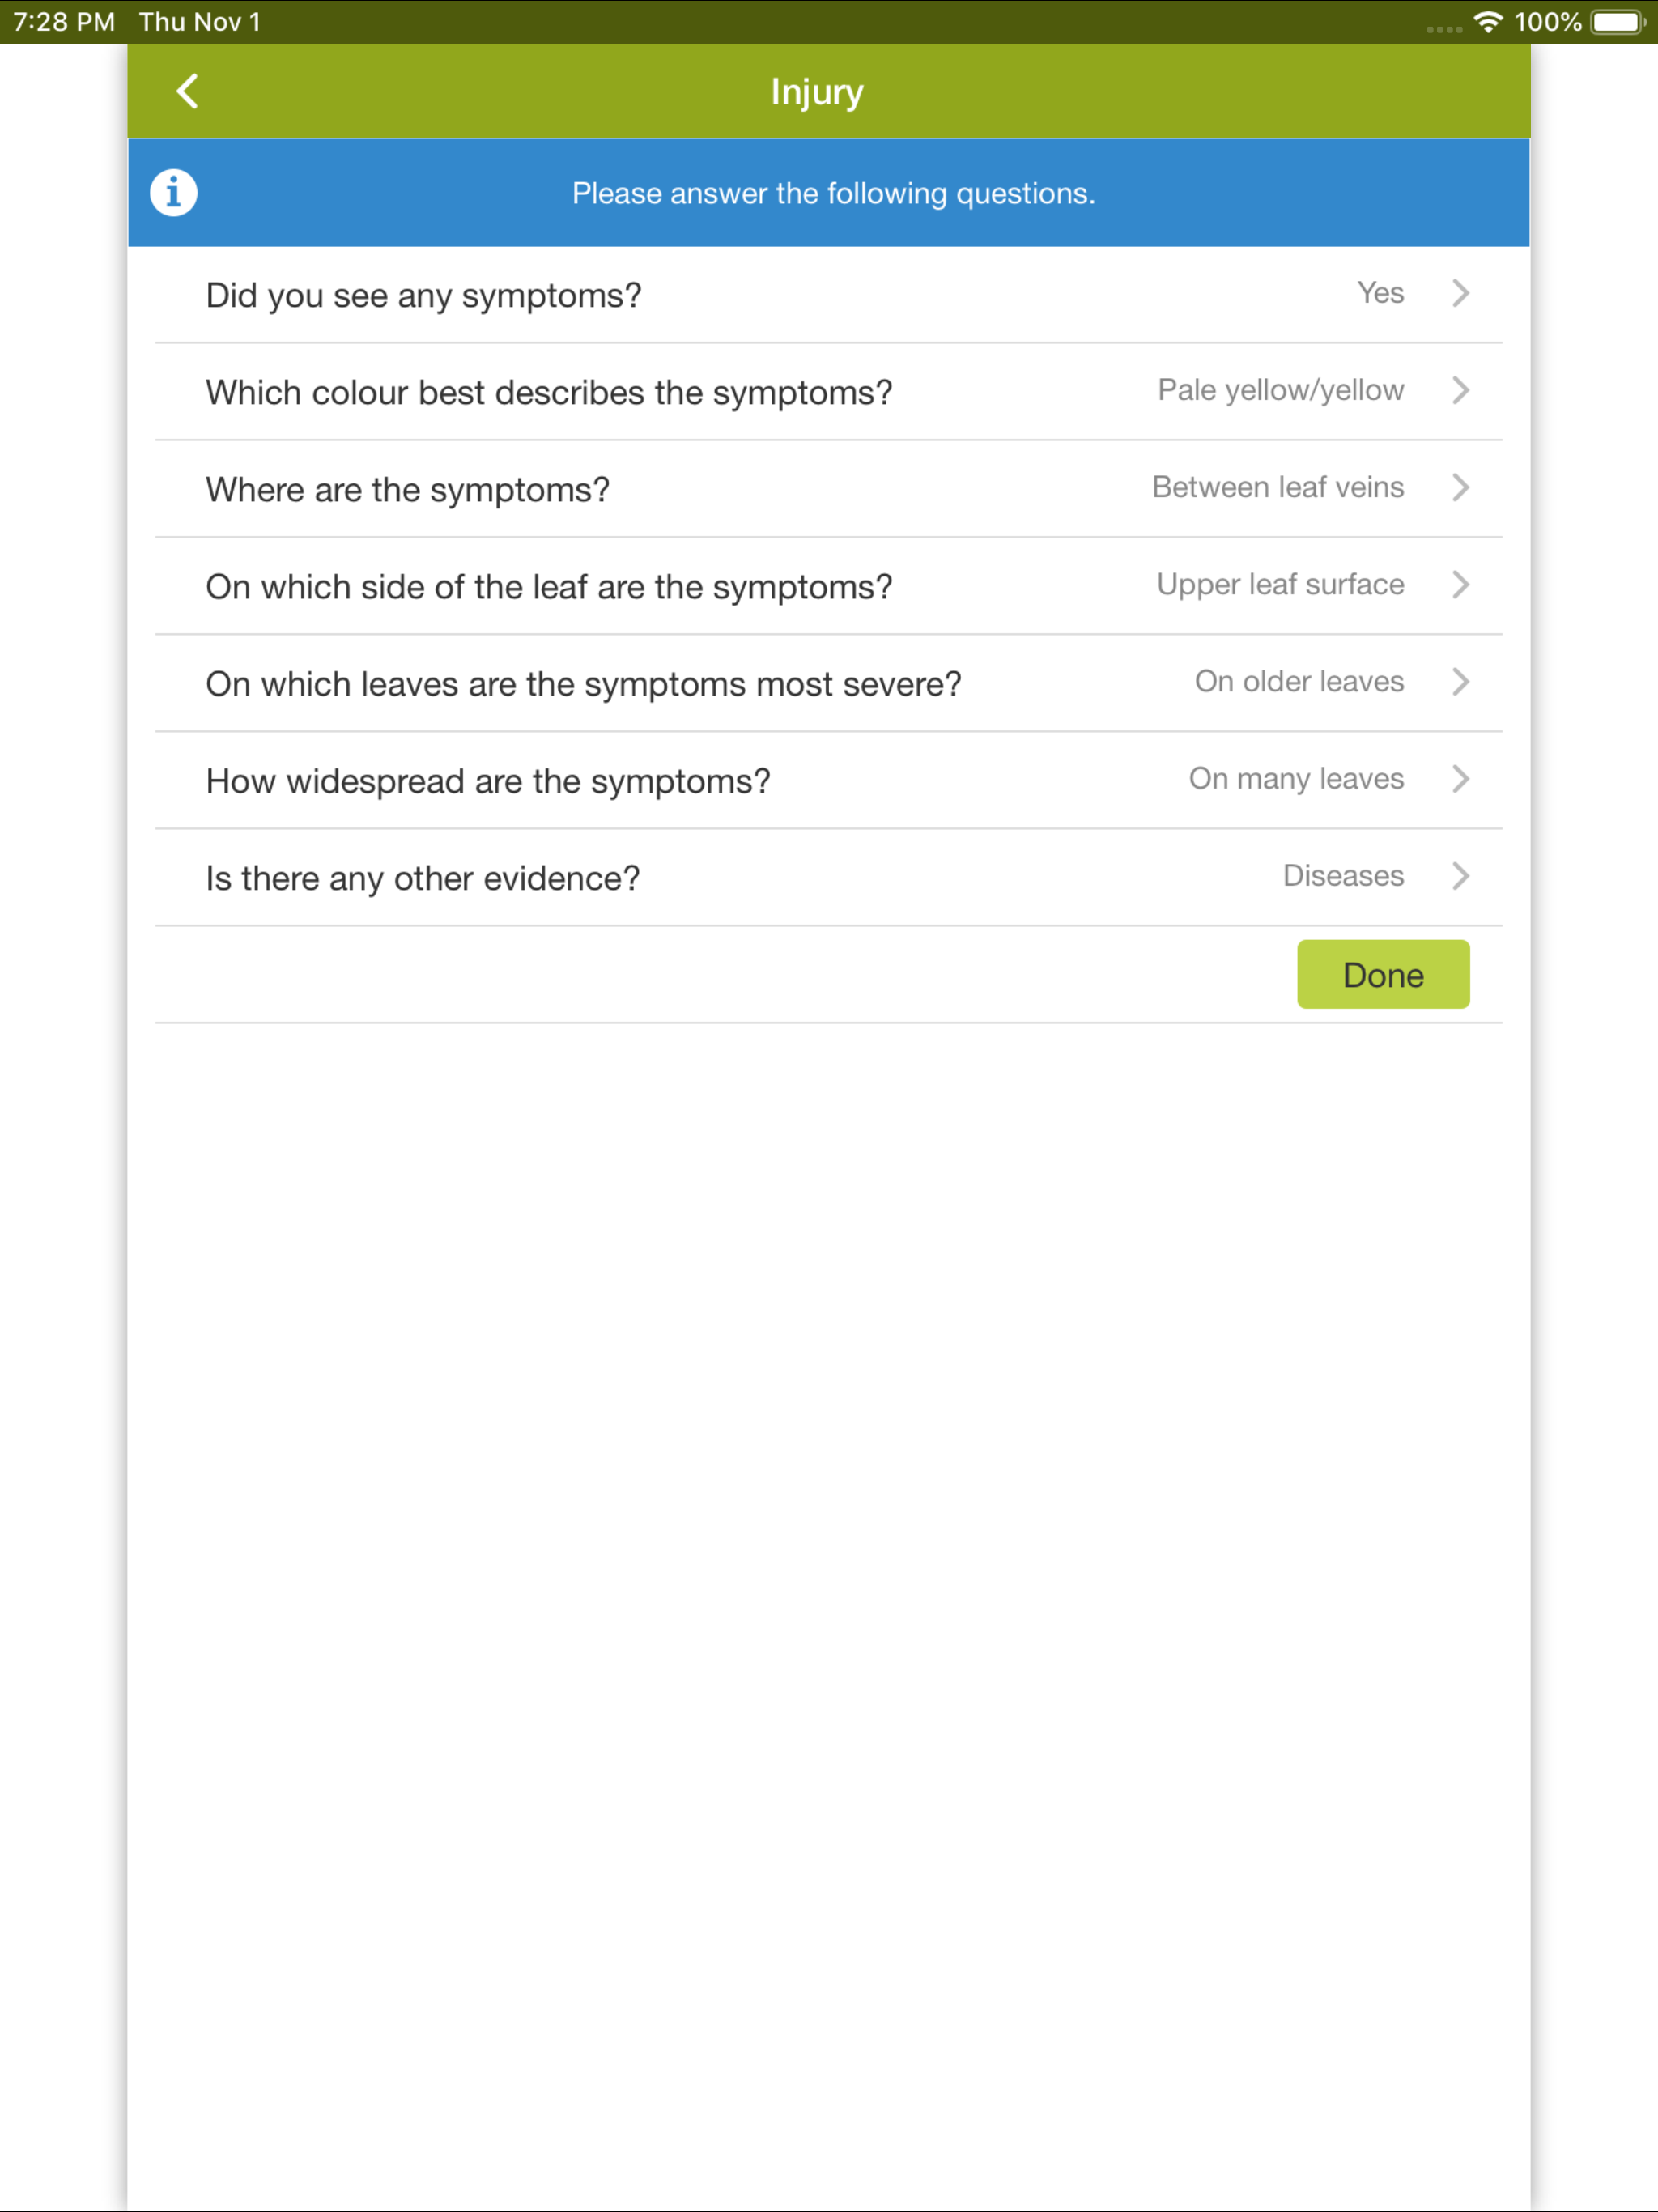 7:28 PM Thu Nov 1 100%
Injury
Please answer the following questions.
Did you see any symptoms? Yes
Which colour best describes the symptoms? Pale yellow/yellow
Where are the symptoms? Between leaf veins
On which side of the leaf are the symptoms? Upper leaf surface
On which leaves are the symptoms most severe? On older leaves
How widespread are the symptoms? On many leaves
Is there any other evidence? Diseases
Done